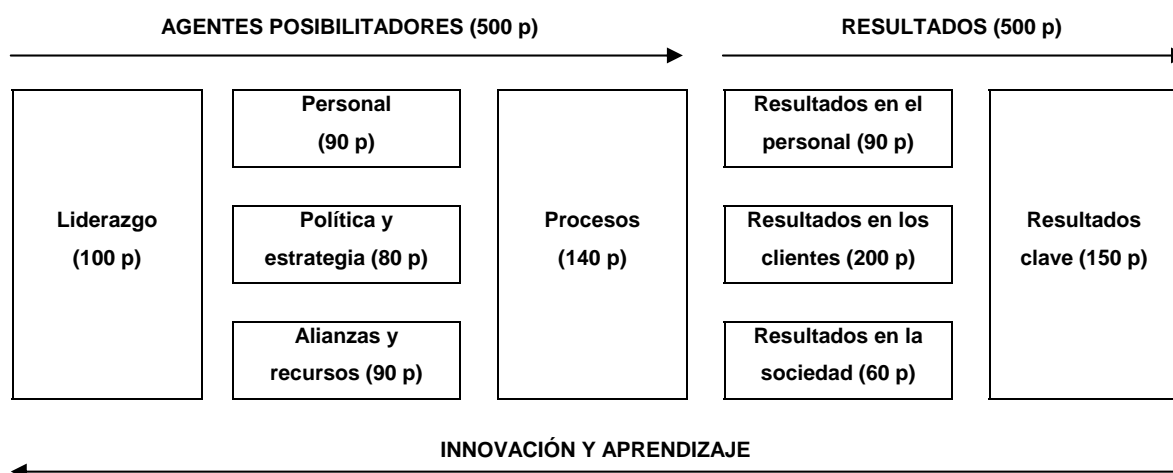 AGENTES POSIBILITADORES (500 p)
RESULTADOS (500 p)
Liderazgo
(100 p)
Personal
(90 p)
Política y
estrategia (80 p)
Alianzas y
recursos (90 p)
Procesos
(140 p)
Resultados en el
personal (90 p)
Resultados en los
clientes (200 p)
Resultados en la
sociedad (60 p)
Resultados
clave (150 p)
INNOVACIÓN Y APRENDIZAJE